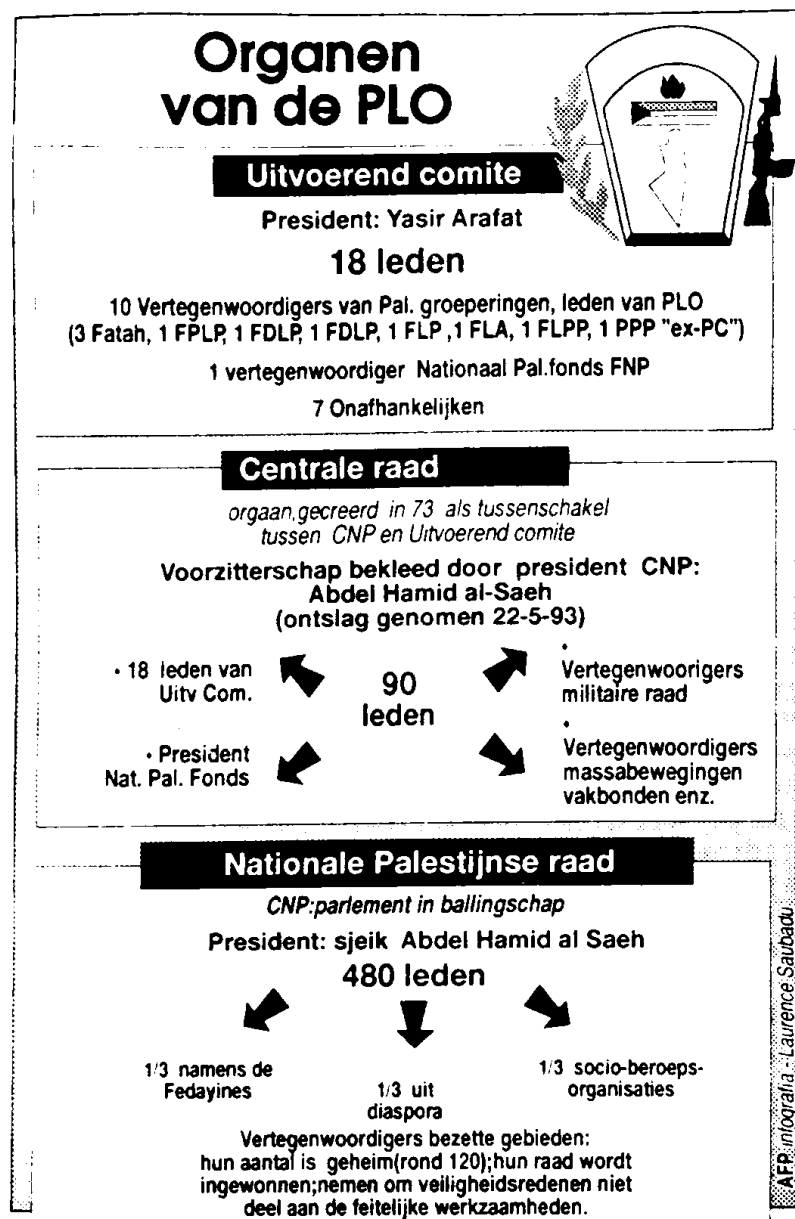 Organen
van de PLO
Uitvoerend comite
President: Yasir Arafat
18 leden
10 Vertegenwoordigers van Pal. groeperingen, leden van PLO
(3 Fatah, 1 FPLP, 1 FDLP, 1 FDLP, 1 FLP ,1 FLA, 1 FLPP, 1 PPP "ex-PC")
1 vertegenwoordiger Nationaal Pal.fonds FNP
7 Onafhankelijken
Centrale raad
orgaan,gecreerd in 73 als tussenschakel
tussen CNP en Uitvoerend comite
Voorzitterschap bekleed door president CNP:
Abdel Hamid al-Saeh
(ontslag genomen 22-5-93)
• 18 leden van
Uitv Com.
• President
Nat. Pal. Fonds
90
leden
•
Vertegenwoorigers
militaire raad
•
Vertegenwoordigers
massabewegingen
vakbonden enz.
Nationale Palestijnse raad
CNP:parlement in ballingschap
President: sjeik Abdel Hamid al Saeh
480 leden
1/3 namens de
Fedayines
1/3 uit
diaspora
1/3 socio-beroeps-
organisaties
Vertegenwoordigers bezette gebieden:
hun aantal is geheim(rond 120);hun raad wordt
ingewonnen;nemen om veiligheidsredenen niet
deel aan de feitelijke werkzaamheden.
AFP infografia - Laurence Saubadu